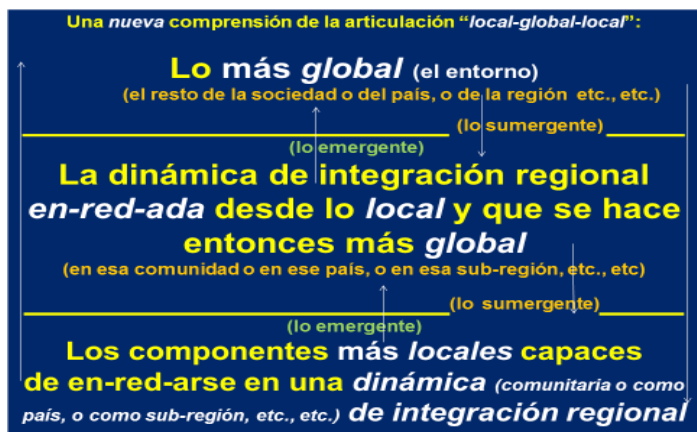 Una nueva comprensión de la articulación “local-global-local”:
Lo más global (el entorno)
(el resto de la sociedad o del país, o de la región etc., etc.)
(lo sumergente)
(lo emergente)
La dinámica de integración regional
en-red-ada desde lo local y que se hace
entonces más global
(en esa comunidad o en ese país, o en esa sub-región, etc., etc)
(lo sumergente)
(lo emergente)
Los componentes más locales capaces
de en-red-arse en una dinámica (comunitaria o como
país, o como sub-región, etc., etc.) de integración regional